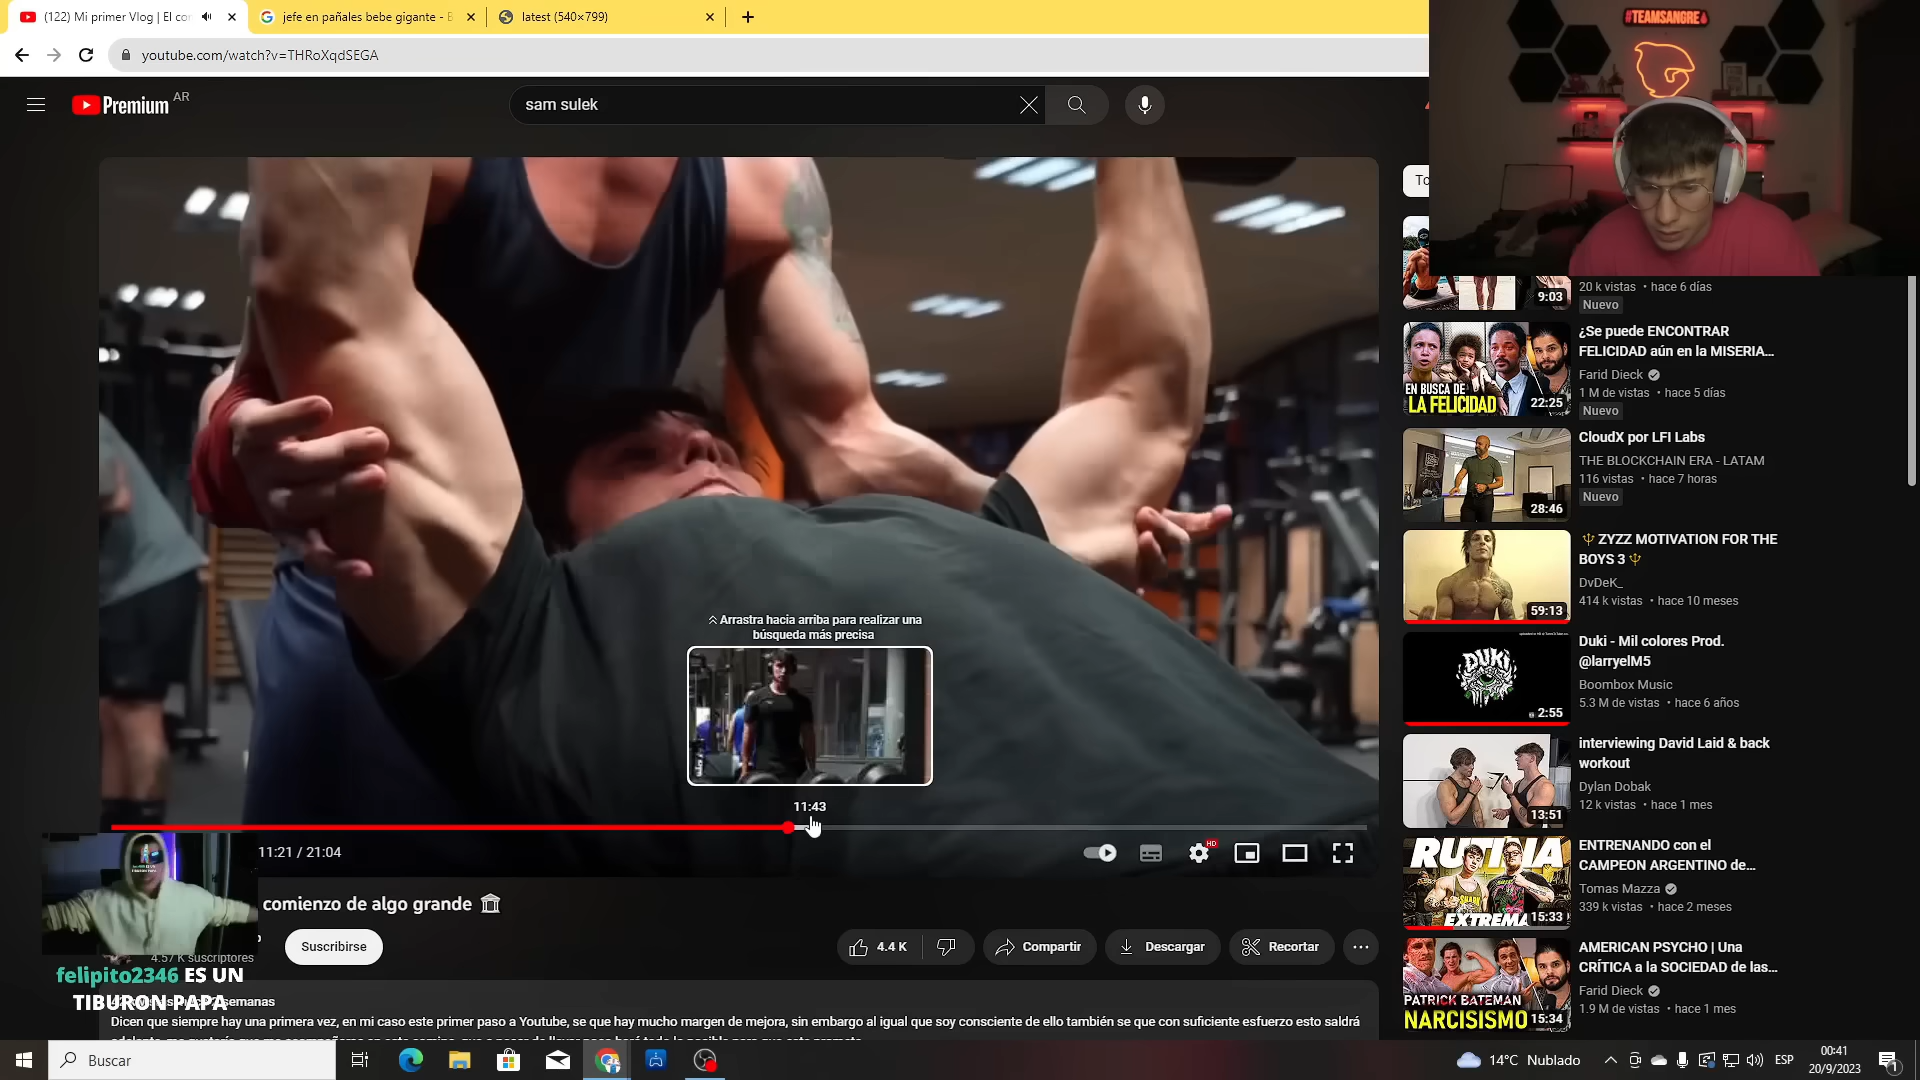 (122) Mi primer Vlog | El co
jefe en pañales bebe gigante - B
latest (540×799)
youtube.com/watch?v=THRoXqdSEGA
Premium AR
sam sulek
#TEAMSANGRE
To
9:03
20 k vistas • hace 6 días
Nuevo
¿Se puede ENCONTRAR
FELICIDAD aún en la MISERIA...
Farid Dieck
1 M de vistas • hace 5 días
Nuevo
EN BUSCA DE
LA FELICIDAD
22:25
CloudX por LFI Labs
THE BLOCKCHAIN ERA - LATAM
116 vistas • hace 7 horas
Nuevo
28:46
ZYZZ MOTIVATION FOR THE
BOYS 3
DvDeK_
414 k vistas • hace 10 meses
59:13
Duki - Mil colores Prod.
@larryelM5
Boombox Music
5.3 M de vistas • hace 6 años
DUKI
2:55
interviewing David Laid & back
workout
Dylan Dobak
12 k vistas • hace 1 mes
13:51
ENTRENANDO con el
CAMPEON ARGENTINO de...
Tomas Mazza
339 k vistas • hace 2 meses
RUTINA
EXTREMA
15:33
AMERICAN PSYCHO | Una
CRÍTICA a la SOCIEDAD de las...
Farid Dieck
1.9 M de vistas • hace 1 mes
PATRICK BATEMAN
NARCISISMO
15:34
Arrastra hacia arriba para realizar una
búsqueda más precisa
11:43
11:21 / 21:04
HD
comienzo de algo grande
4.57 K suscriptores
Suscribirse
4.4 K
Compartir
Descargar
Recortar
felipito2346 ES UN
TIBURON PAPA
semanas
Dicen que siempre hay una primera vez, en mi caso este primer paso a Youtube, se que hay mucho margen de mejora, sin embargo al igual que soy consciente de ello también se que con suficiente esfuerzo esto saldrá
Buscar
14°C Nublado
ESP
00:41
20/9/2023
1